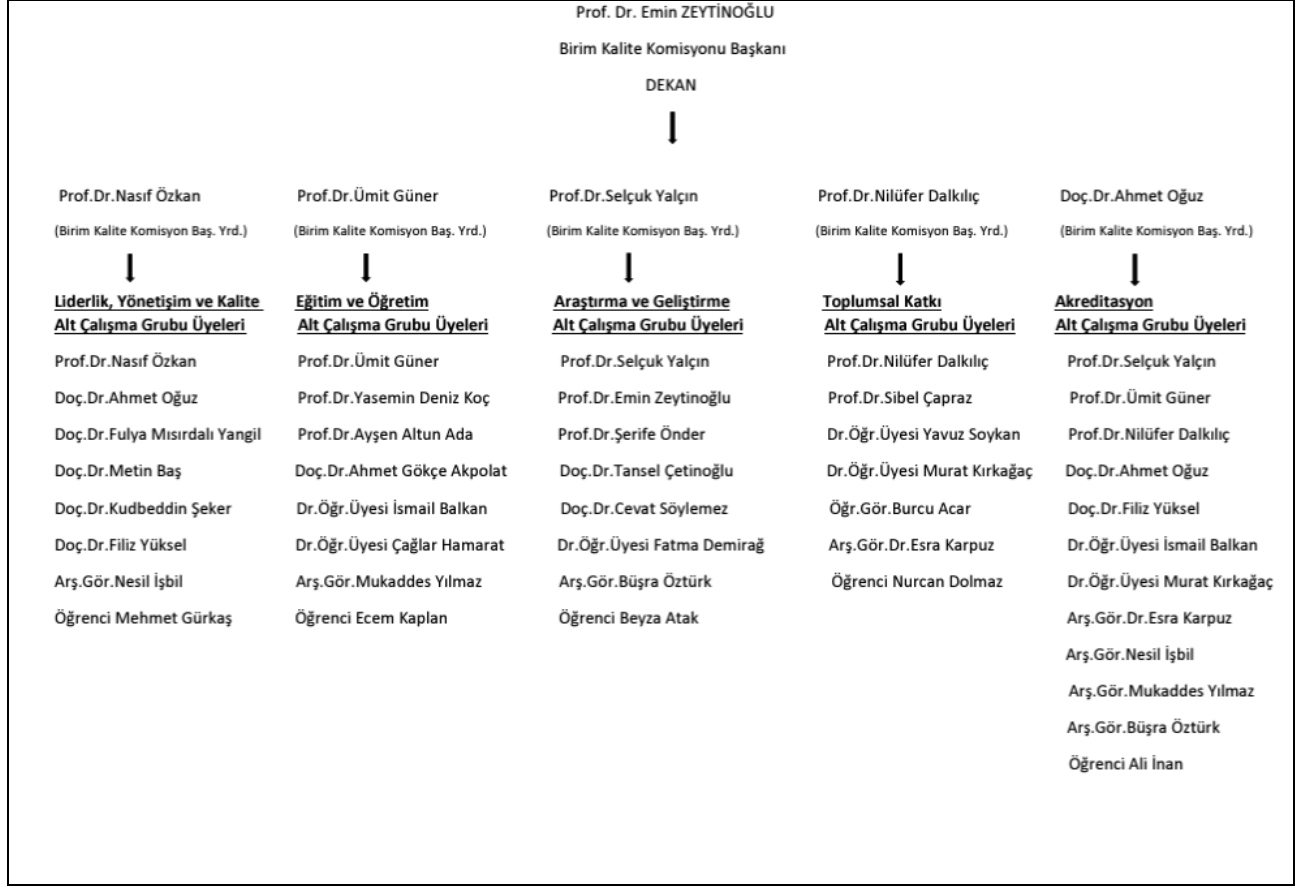 Prof. Dr. Emin ZEYTİNOĞLU
Birim Kalite Komisyonu Başkanı
DEKAN
Prof.Dr.Nasıf Özkan
(Birim Kalite Komisyon Baş. Yrd.)
Liderlik, Yönetişim ve Kalite
Alt Çalışma Grubu Üyeleri
Prof.Dr.Nasıf Özkan
Doç.Dr.Ahmet Oğuz
Doç.Dr.Fulya Mısırdalı Yangil
Doç.Dr.Metin Baş
Doç.Dr.Kudbeddin Şeker
Doç.Dr.Filiz Yüksel
Arş.Gör.Nesil İşbil
Öğrenci Mehmet Gürkaş
Prof.Dr.Ümit Güner
(Birim Kalite Komisyon Baş. Yrd.)
Eğitim ve Öğretim
Alt Çalışma Grubu Üyeleri
Prof.Dr.Ümit Güner
Prof.Dr.Yasemin Deniz Koç
Prof.Dr.Ayşen Altun Ada
Doç.Dr.Ahmet Gökçe Akpolat
Dr.Öğr.Üyesi İsmail Balkan
Dr.Öğr.Üyesi Çağlar Hamarat
Arş.Gör.Mukaddes Yılmaz
Öğrenci Ecem Kaplan
Prof.Dr.Selçuk Yalçın
(Birim Kalite Komisyon Baş. Yrd.)
Araştırma ve Geliştirme
Alt Çalışma Grubu Üyeleri
Prof.Dr.Selçuk Yalçın
Prof.Dr.Emin Zeytinoğlu
Prof.Dr.Şerife Önder
Doç.Dr.Tansel Çetinoğlu
Doç.Dr.Cevat Söylemez
Dr.Öğr.Üyesi Fatma Demirağ
Arş.Gör.Büşra Öztürk
Öğrenci Beyza Atak
Prof.Dr.Nilüfer Dalkılıç
(Birim Kalite Komisyon Baş. Yrd.)
Toplumsal Katkı
Alt Çalışma Grubu Üyeleri
Prof.Dr.Nilüfer Dalkılıç
Prof.Dr.Sibel Çapraz
Dr.Öğr.Üyesi Yavuz Soykan
Dr.Öğr.Üyesi Murat Kırkağaç
Öğr.Gör.Burcu Acar
Arş.Gör.Dr.Esra Karpuz
Öğrenci Nurcan Dolmaz
Doç.Dr.Ahmet Oğuz
(Birim Kalite Komisyon Baş. Yrd.)
Akreditasyon
Alt Çalışma Grubu Üyeleri
Prof.Dr.Selçuk Yalçın
Prof.Dr.Ümit Güner
Prof.Dr.Nilüfer Dalkılıç
Doç.Dr.Ahmet Oğuz
Doç.Dr.Filiz Yüksel
Dr.Öğr.Üyesi İsmail Balkan
Dr.Öğr.Üyesi Murat Kırkağaç
Arş.Gör.Dr.Esra Karpuz
Arş.Gör.Nesil İşbil
Arş.Gör.Mukaddes Yılmaz
Arş.Gör.Büşra Öztürk
Öğrenci Ali İnan